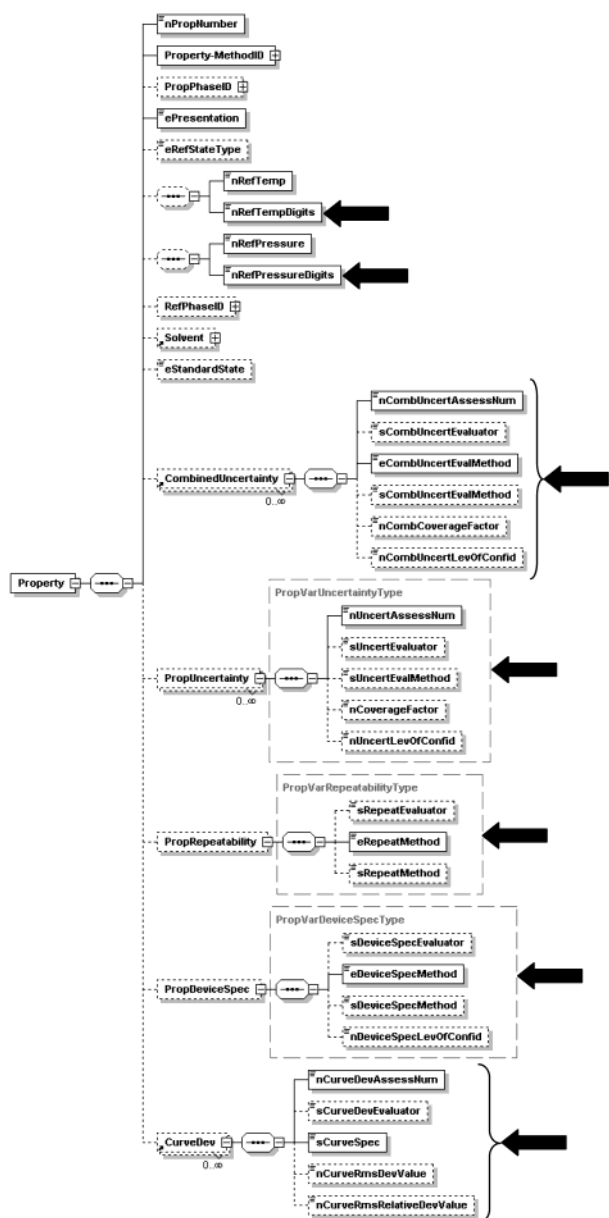 nPropNumber
Property-MethodID
PropPhaseID
ePresentation
eRefStateType
nRefTemp
nRefTempDigits
nRefPressure
nRefPressureDigits
RefPhaseID
Solvent
eStandardState
nCombUncertAssessNum
sCombUncertEvaluator
eCombUncertEvalMethod
CombinedUncertainty
sCombUncertEvalMethod
0..∞
nCombCoverageFactor
nCombUncertLevOfConfid
Property
PropVarUncertaintyType
nUncertAssessNum
sUncertEvaluator
PropUncertainty
sUncertEvalMethod
0..∞
nCoverageFactor
nUncertLevOfConfid
PropVarRepeatabilityType
sRepeatEvaluator
PropRepeatability
eRepeatMethod
sRepeatMethod
PropVarDeviceSpecType
sDeviceSpecEvaluator
eDeviceSpecMethod
PropDeviceSpec
sDeviceSpecMethod
nDeviceSpecLevOfConfid
nCurveDevAssessNum
sCurveDevEvaluator
CurveDev
sCurveSpec
0..∞
nCurveRmsDevValue
nCurveRmsRelativeDevValue